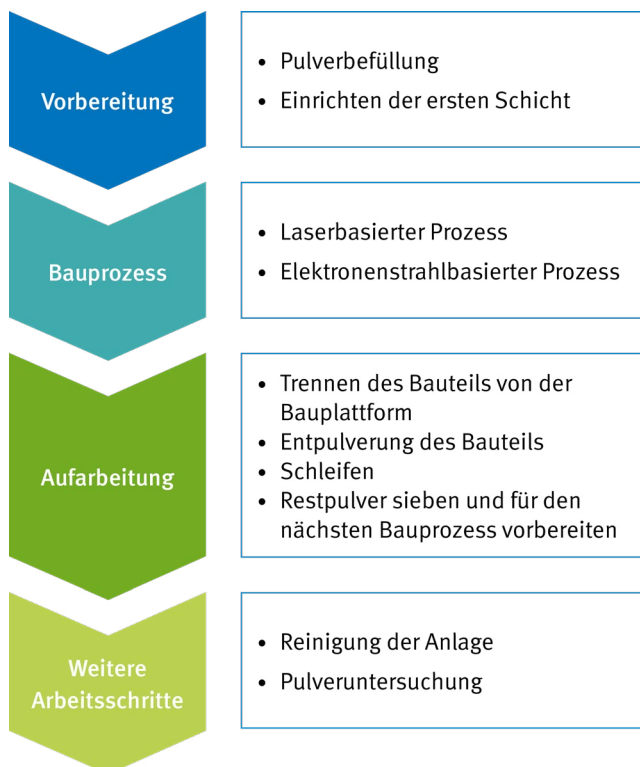 Vorbereitung
• Pulverbefüllung
• Einrichten der ersten Schicht
Bauprozess
• Laserbasierter Prozess
• Elektronenstrahlbasierter Prozess
Aufarbeitung
• Trennen des Bauteils von der
Bauplattform
• Entpulverung des Bauteils
• Schleifen
• Restpulver sieben und für den
nächsten Bauprozess vorbereiten
Weitere
Arbeitsschritte
• Reinigung der Anlage
• Pulveruntersuchung